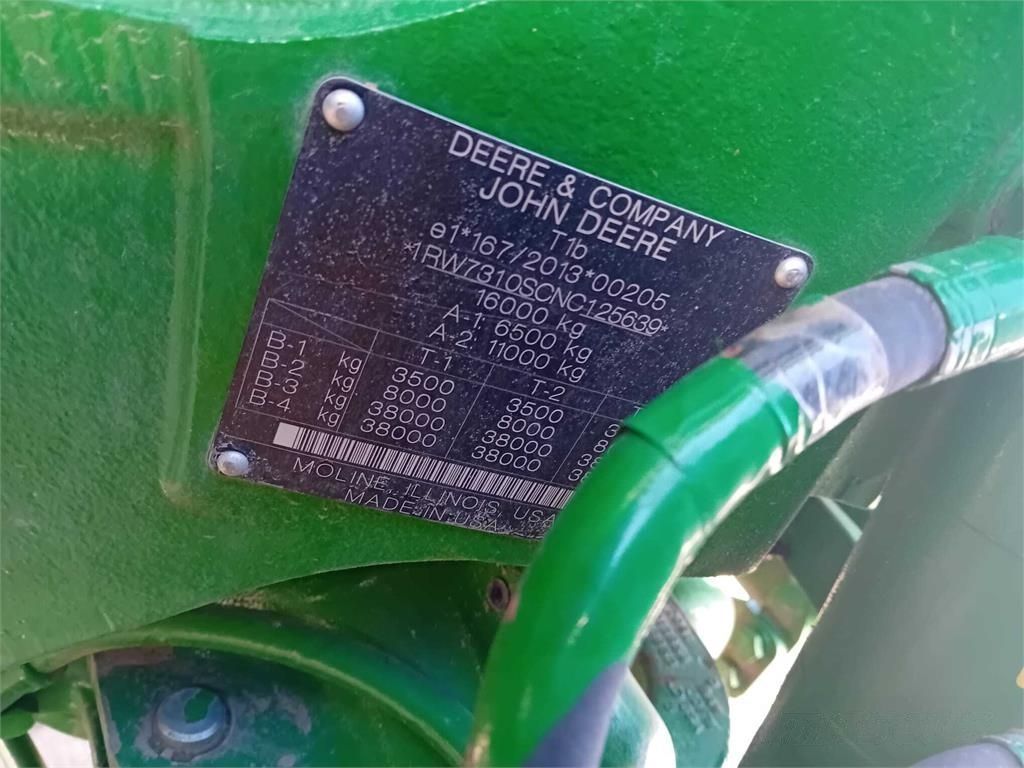 DEERE & COMPANY
JOHN DEERE
T1b
e1*167/2013*00205
*1RW7310SCNC125639*
16000 kg
A-1: 6500 kg
A-2: 11000 kg
T-1 T-2
B-1 kg 3500 3500
B-2 kg 8000 8000
B-3 kg 38000 38000
B-4 kg 38000 38000
MOLINE, ILLINOIS, USA
MADE IN USA